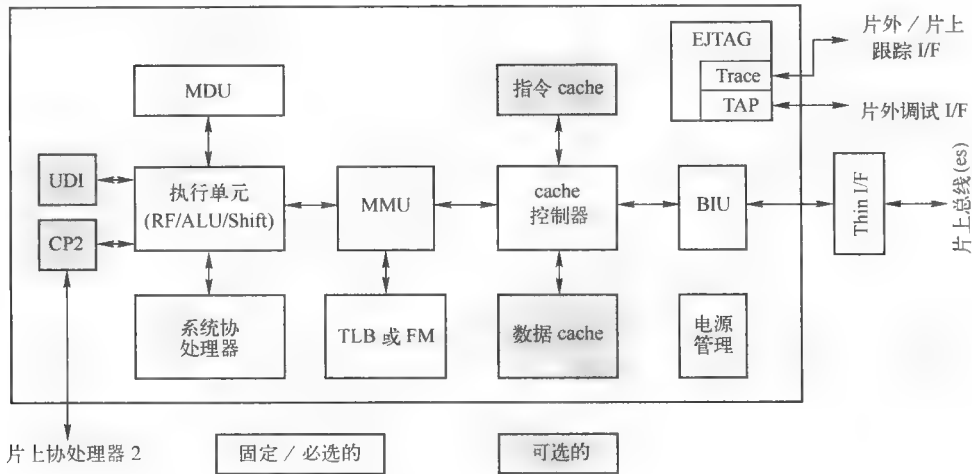 EJTAG
Trace
TAP
片外／片上
跟踪 I/F
片外调试 I/F
MDU
指令 cache
UDI
CP2
执行单元
(RF/ALU/Shift)
MMU
cache
控制器
BIU
Thin I/F
片上总线(es)
系统协
处理器
TLB 或 FM
数据 cache
电源
管理
片上协处理器 2
固定／必选的
可选的